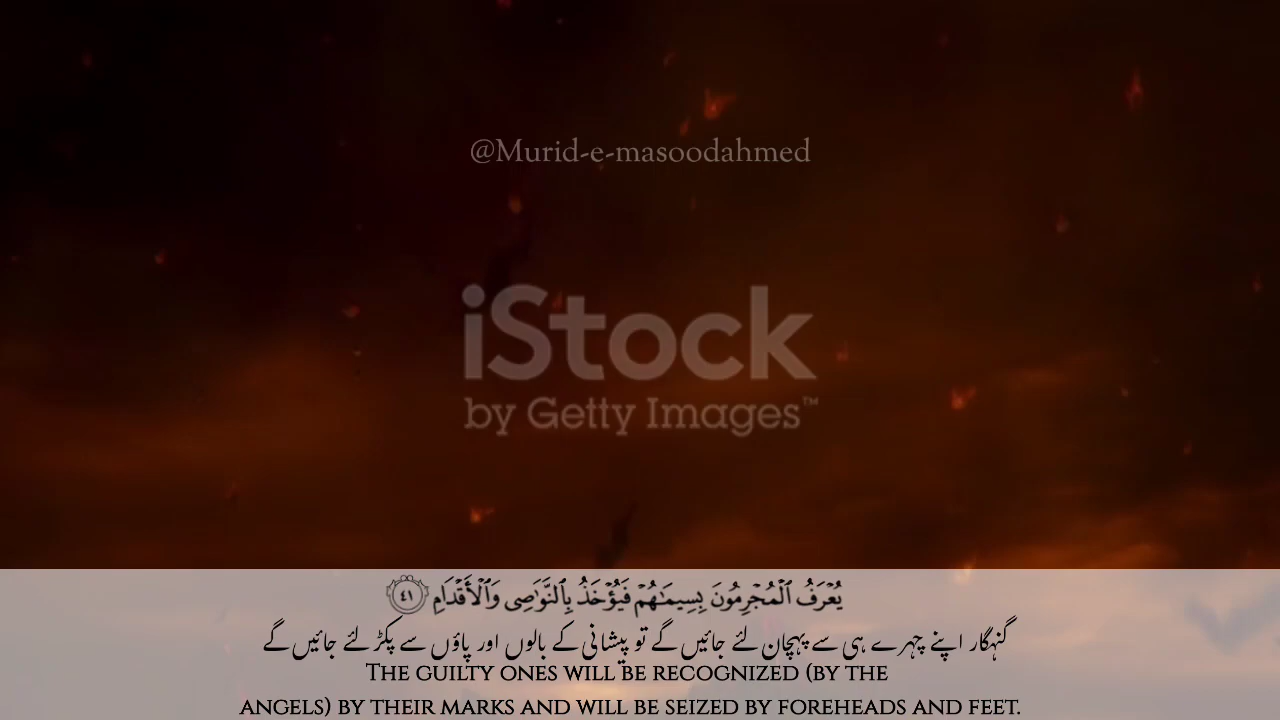 @Murid-e-masoodahmed
iStock
by Getty Images™
يُعْرَفُ ٱلْمُجْرِمُونَ بِسِيمَـٰهُمْ فَيُؤْخَذُ بِٱلنَّوَٰصِى وَٱلْأَقْدَامِ ٤١
گنہگار اپنے چہرے ہی سے پہچان لئے جائیں گے تو پیشانی کے بالوں اور پاؤں سے پکڑ لئے جائیں گے
The guilty ones will be recognized (by the
angels) by their marks and will be seized by foreheads and feet.